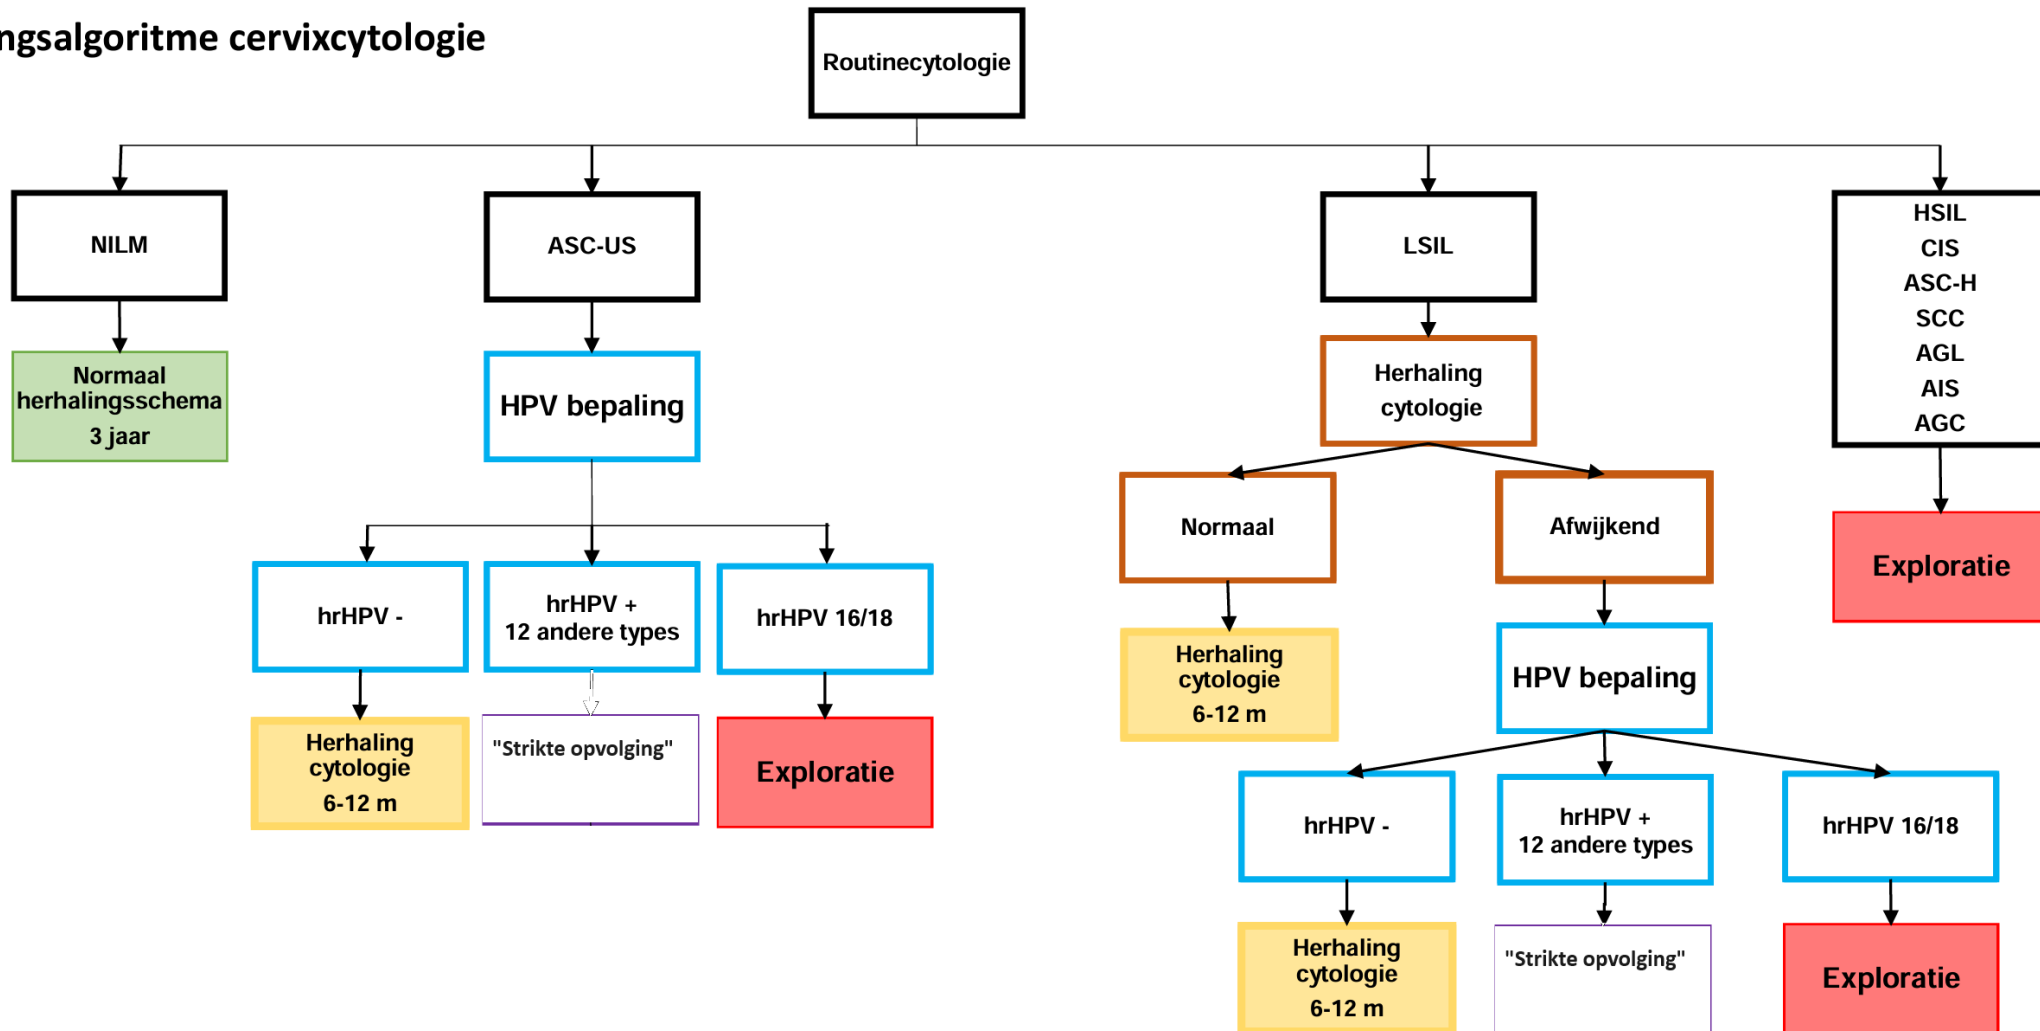 ngsalgoritme cervixcytologie
Routinecytologie
NILM
ASC-US
LSIL
HSIL
CIS
ASC-H
SCC
AGL
AIS
AGC
Normaal
herhalingsschema
3 jaar
HPV bepaling
Herhaling
cytologie
Normaal
Afwijkend
Exploratie
hrHPV -
hrHPV +
12 andere types
hrHPV 16/18
Herhaling
cytologie
6-12 m
HPV bepaling
Herhaling
cytologie
6-12 m
"Strikte opvolging"
Exploratie
hrHPV -
hrHPV +
12 andere types
hrHPV 16/18
Herhaling
cytologie
6-12 m
"Strikte opvolging"
Exploratie